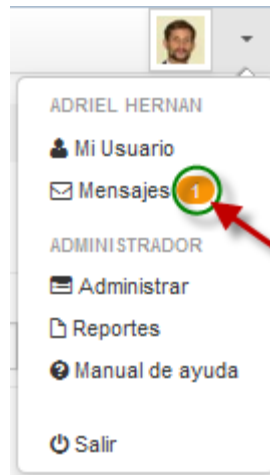 ADRIEL HERNAN
Mi Usuario
Mensajes 1
ADMINISTRADOR
Administrar
Reportes
Manual de ayuda
Salir